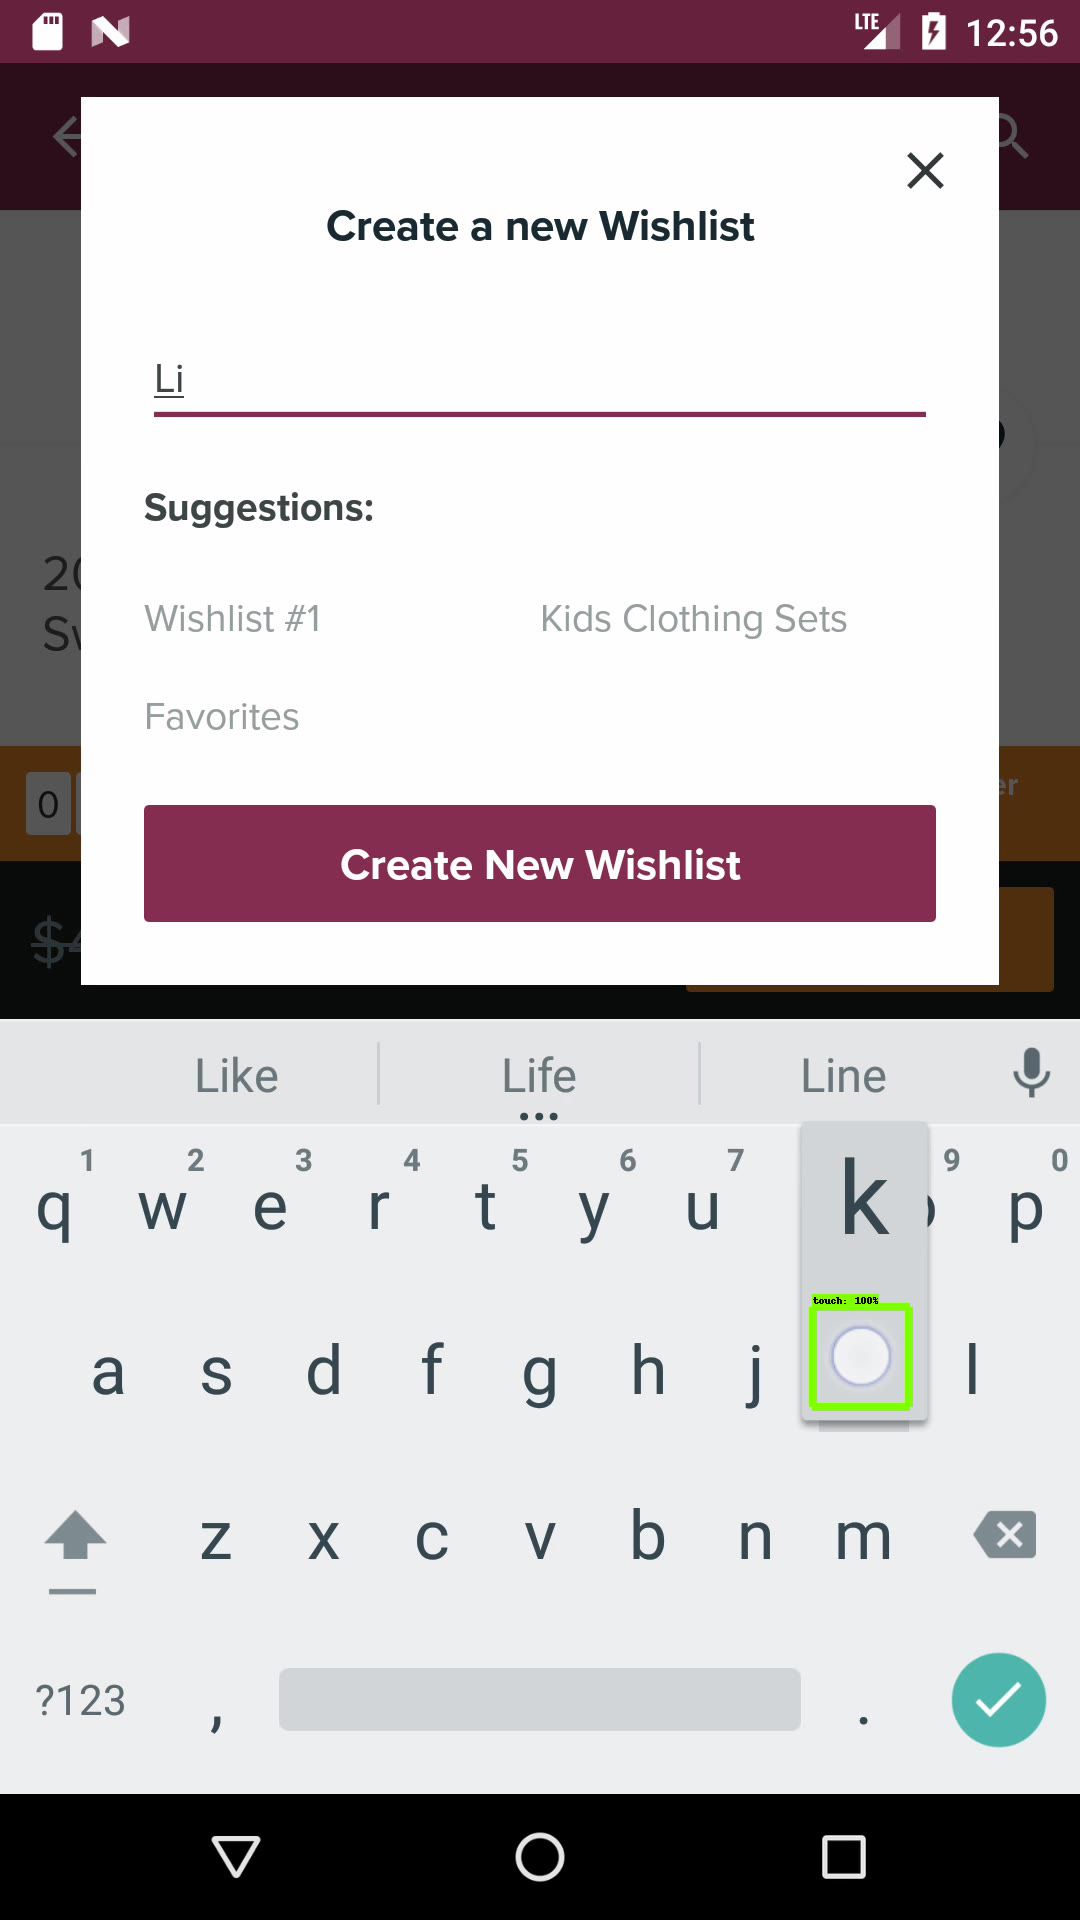 LTE 12:56
Create a new Wishlist
Li
Suggestions:
Wishlist #1 Kids Clothing Sets
Favorites
Create New Wishlist
Like Life Line
1 2 3 4 5 6 7 9 0
q w e r t y u k p
touch: 100%
a s d f g h j l
z x c v b n m
?123 , .